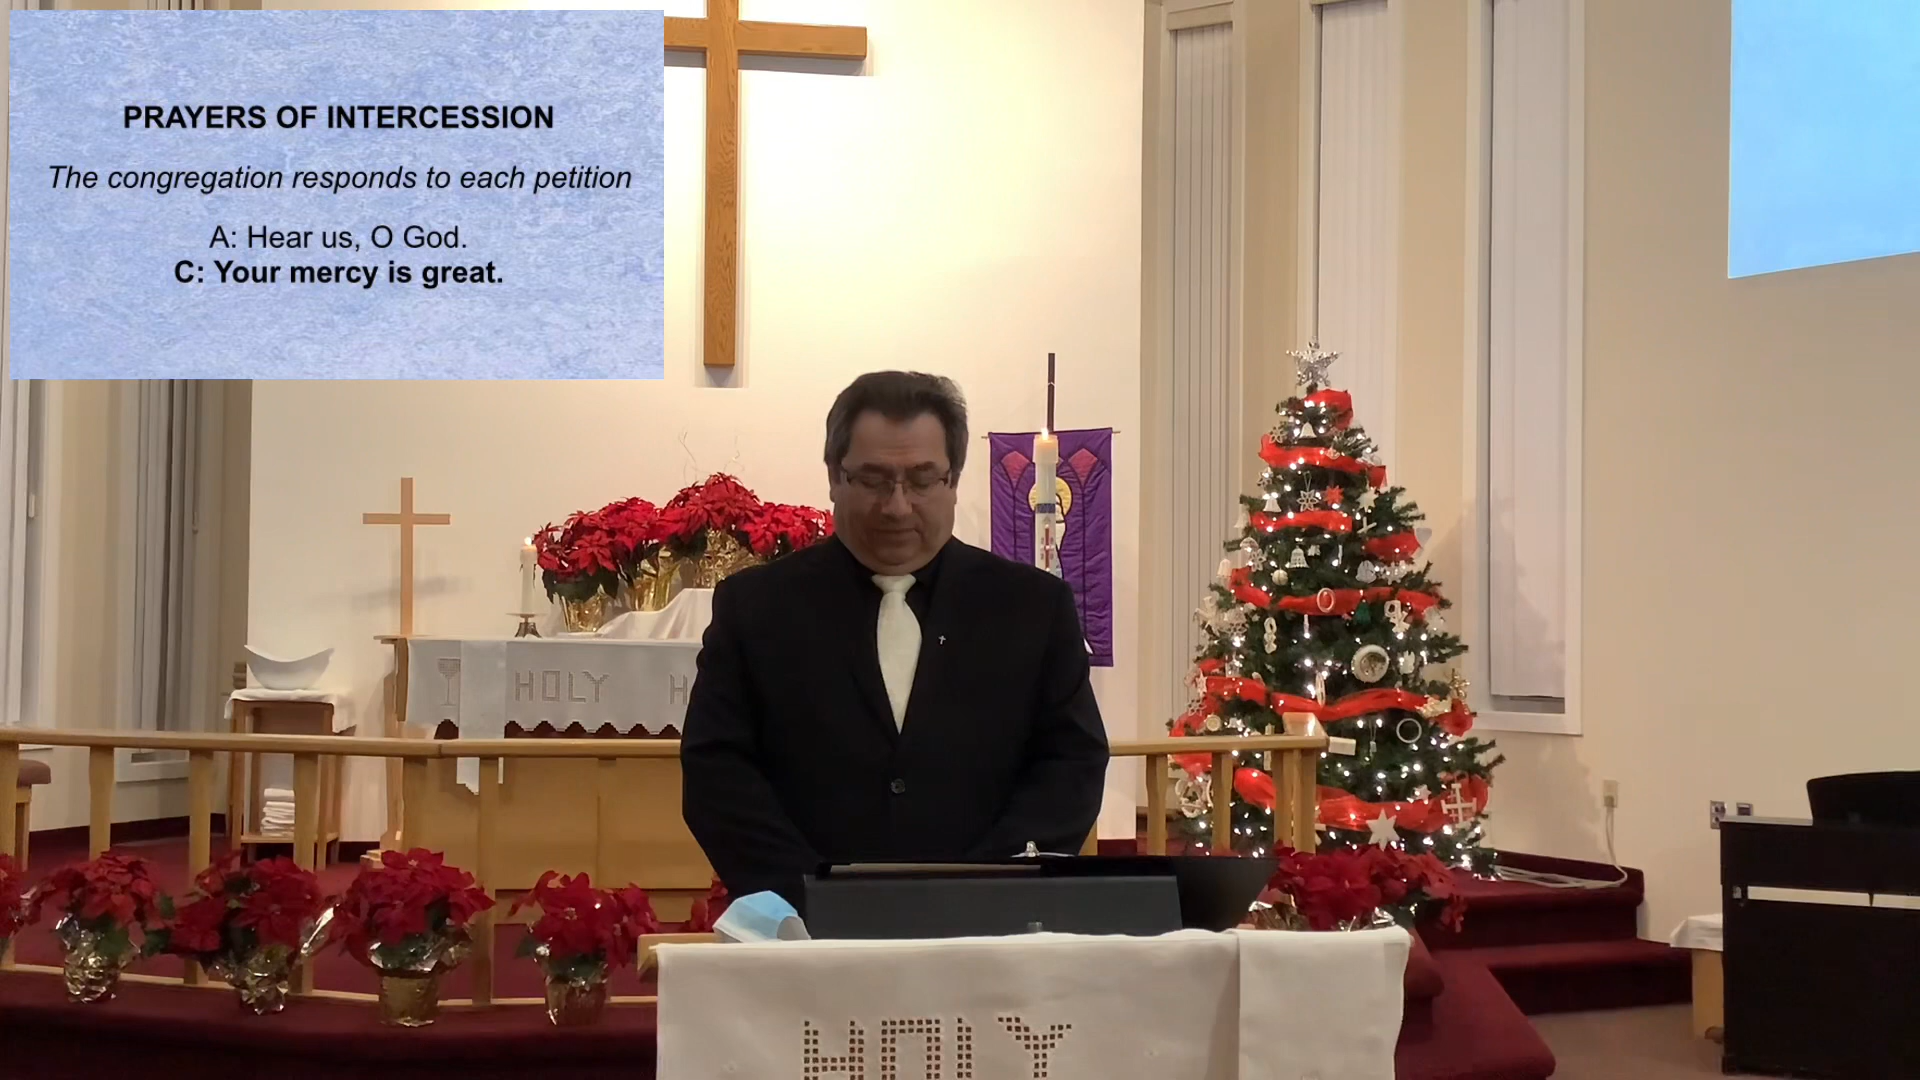 PRAYERS OF INTERCESSION
The congregation responds to each petition
A: Hear us, O God.
C: Your mercy is great.
HOLY H
HOLY